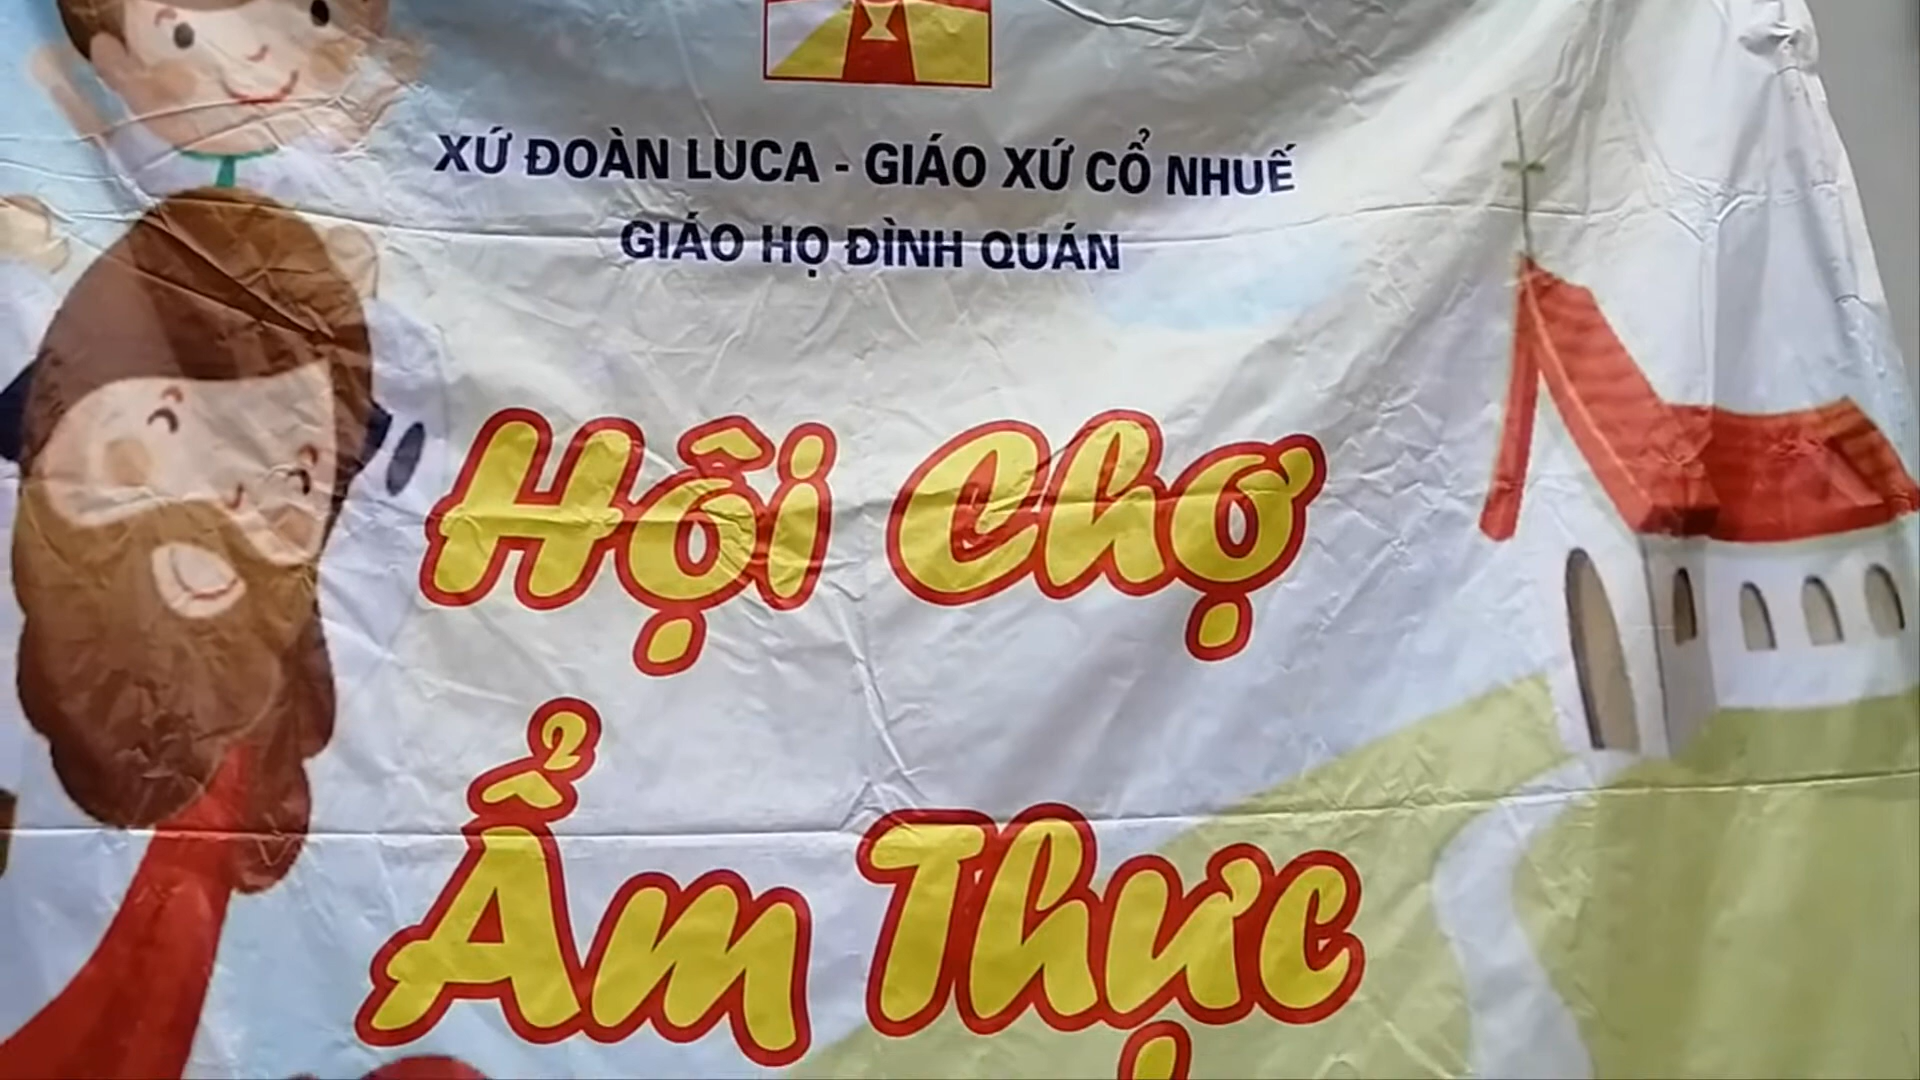 XỨ ĐOÀN LUCA - GIÁO XỨ CỔ NHUẾ
GIÁO HỌ ĐÌNH QUÁN
Hội Chợ
Ẩm Thực